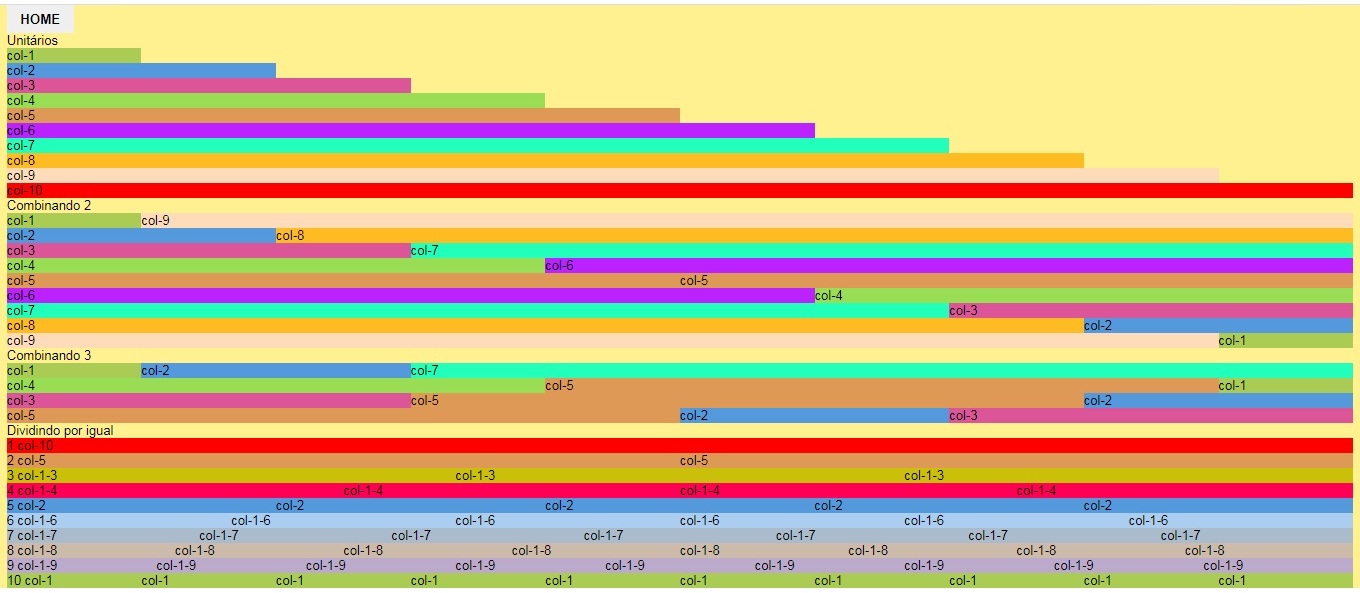 HOME
Unitários
col-1
col-2
col-3
col-4
col-5
col-6
col-7
col-8
col-9
col-10
Combinando 2
col-1 col-9
col-2 col-8
col-3 col-7
col-4 col-6
col-5 col-5
col-6 col-4
col-7 col-3
col-8 col-2
col-9 col-1
Combinando 3
col-1 col-2 col-7
col-4 col-5 col-1
col-3 col-5 col-2
col-5 col-2 col-3
Dividindo por igual
1 col-10
2 col-5 col-5
3 col-1-3 col-1-3 col-1-3
4 col-1-4 col-1-4 col-1-4 col-1-4
5 col-2 col-2 col-2 col-2 col-2
6 col-1-6 col-1-6 col-1-6 col-1-6 col-1-6 col-1-6
7 col-1-7 col-1-7 col-1-7 col-1-7 col-1-7 col-1-7 col-1-7
8 col-1-8 col-1-8 col-1-8 col-1-8 col-1-8 col-1-8 col-1-8 col-1-8
9 col-1-9 col-1-9 col-1-9 col-1-9 col-1-9 col-1-9 col-1-9 col-1-9 col-1-9
10 col-1 col-1 col-1 col-1 col-1 col-1 col-1 col-1 col-1 col-1